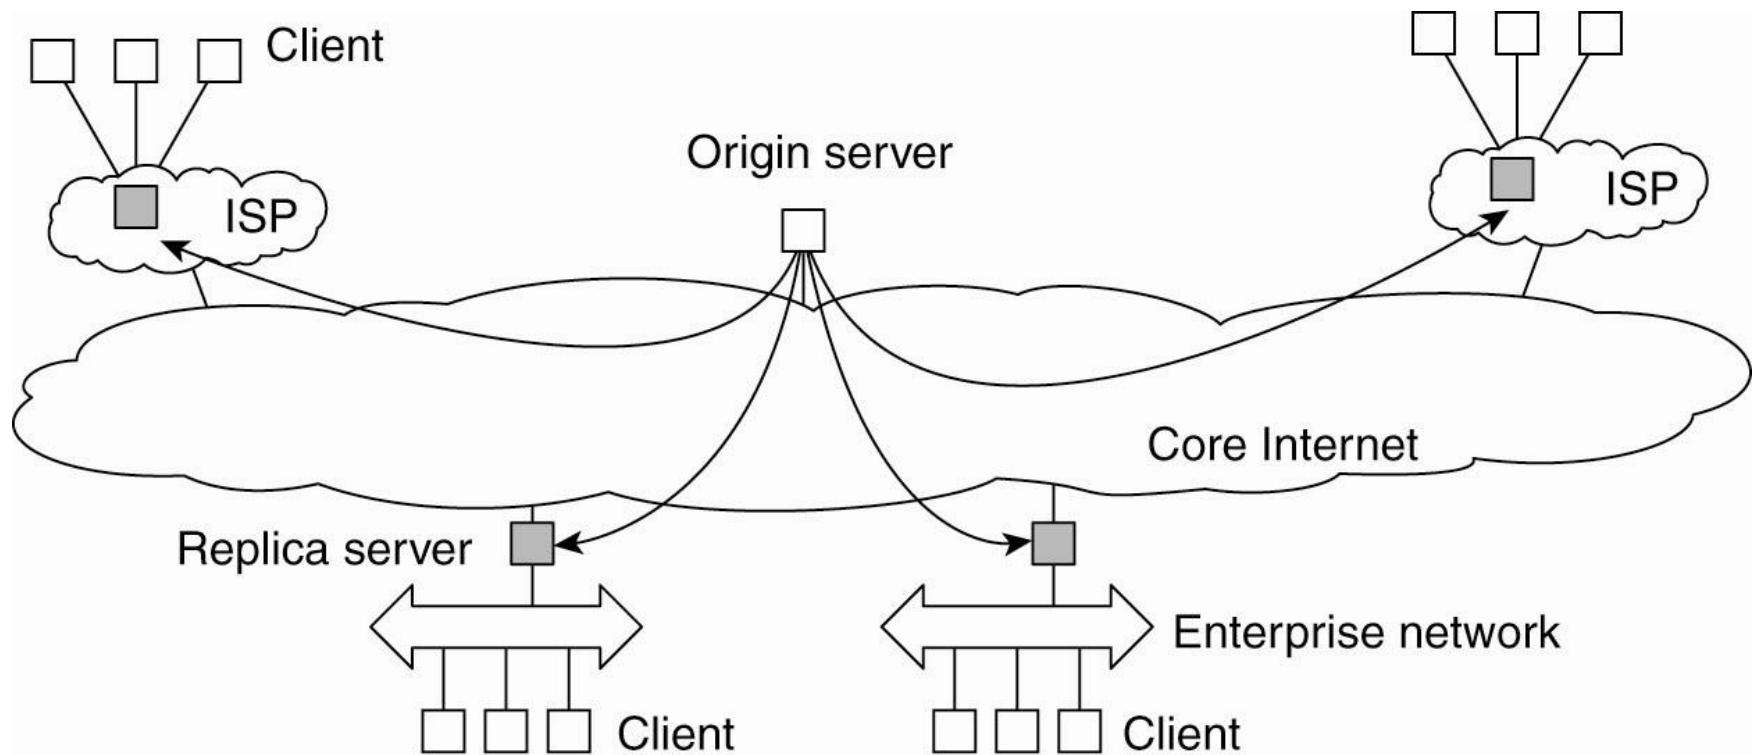 Client
Origin server
ISP
ISP
Core Internet
Replica server
Enterprise network
Client
Client